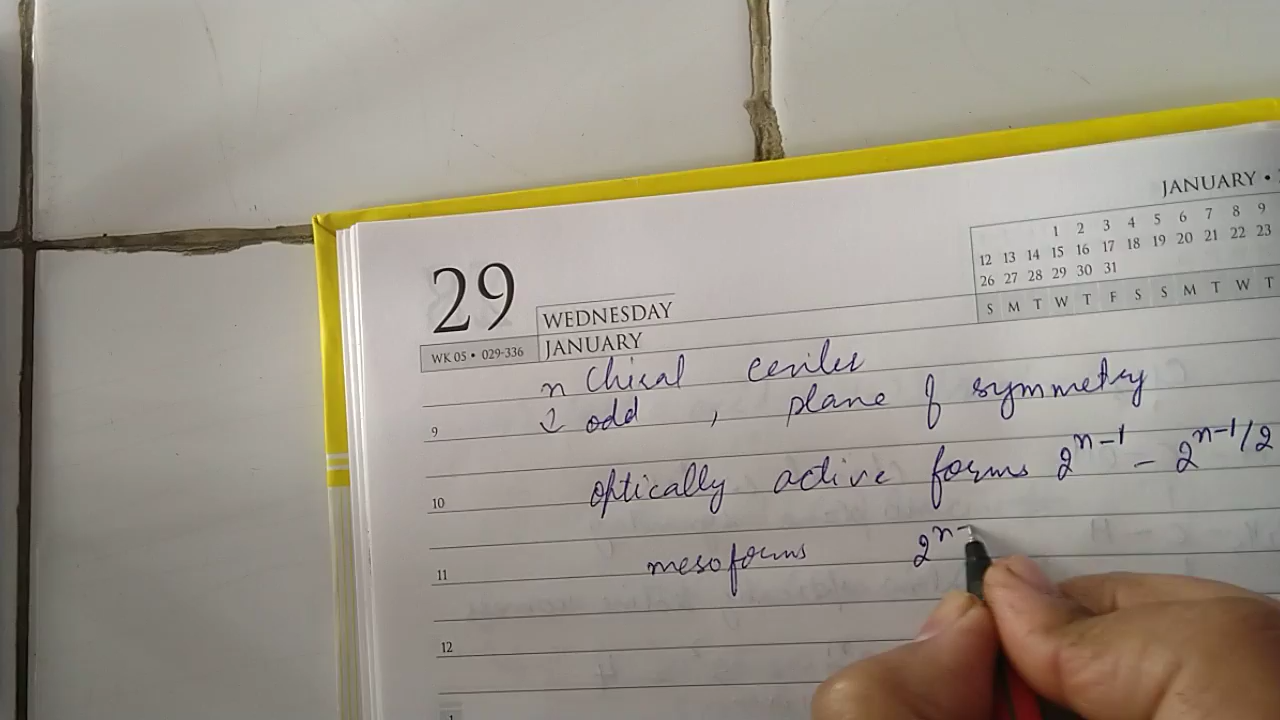 JANUARY •
1 2 3 4 5 6 7 8 9
12 13 14 15 16 17 18 19 20 21 22 23
26 27 28 29 30 31
S M T W T F S S M T W T
29
WEDNESDAY
WK 05 • 029-336 JANUARY
n Chiral center
9 ↓ odd , plane of symmetry
10 optically active forms 2^{n-1} - 2^{n-1/2}
11 mesoforms 2^{n-
12